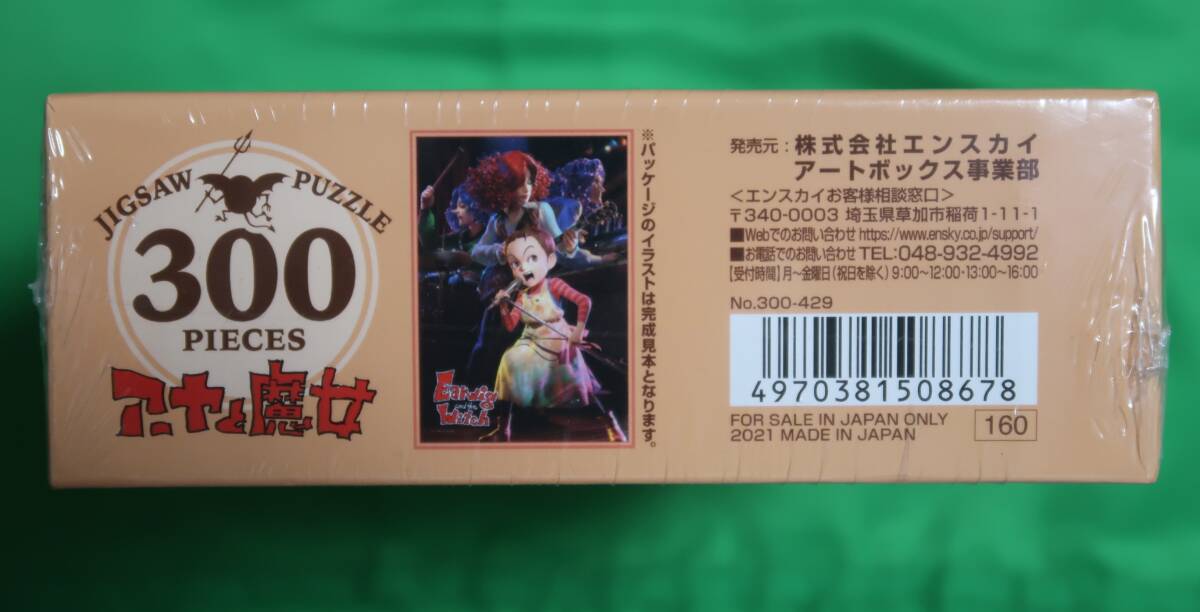 JIGSAW PUZZLE
300
PIECES
アーヤと魔女
Earwig
and the
Witch
※パッケージのイラストは完成見本となります。
発売元：株式会社エンスカイ
アートボックス事業部
＜エンスカイお客様相談窓口＞
〒340-0003 埼玉県草加市稲荷1-11-1
■Webでのお問い合わせ https://www.ensky.co.jp/support/
■お電話でのお問い合わせ TEL:048-932-4992
【受付時間】月〜金曜日（祝日を除く）9:00〜12:00・13:00〜16:00
No.300-429
4970381508678
FOR SALE IN JAPAN ONLY
2021 MADE IN JAPAN
160